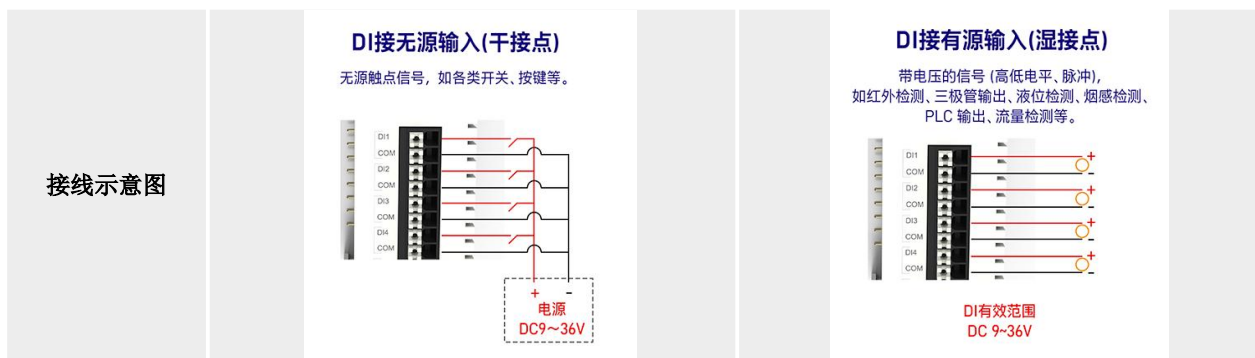 接线示意图
DI接无源输入(干接点)
无源触点信号，如各类开关、按键等。
DI1
COM
DI2
COM
DI3
COM
DI4
COM
+ -
电源
DC9～36V
DI接有源输入(湿接点)
带电压的信号 (高低电平、脉冲),
如红外检测、三极管输出、液位检测、烟感检测、
PLC 输出、流量检测等。
DI1
+
COM
-
DI2
+
COM
-
DI3
+
COM
-
DI4
+
COM
-
DI有效范围
DC 9~36V